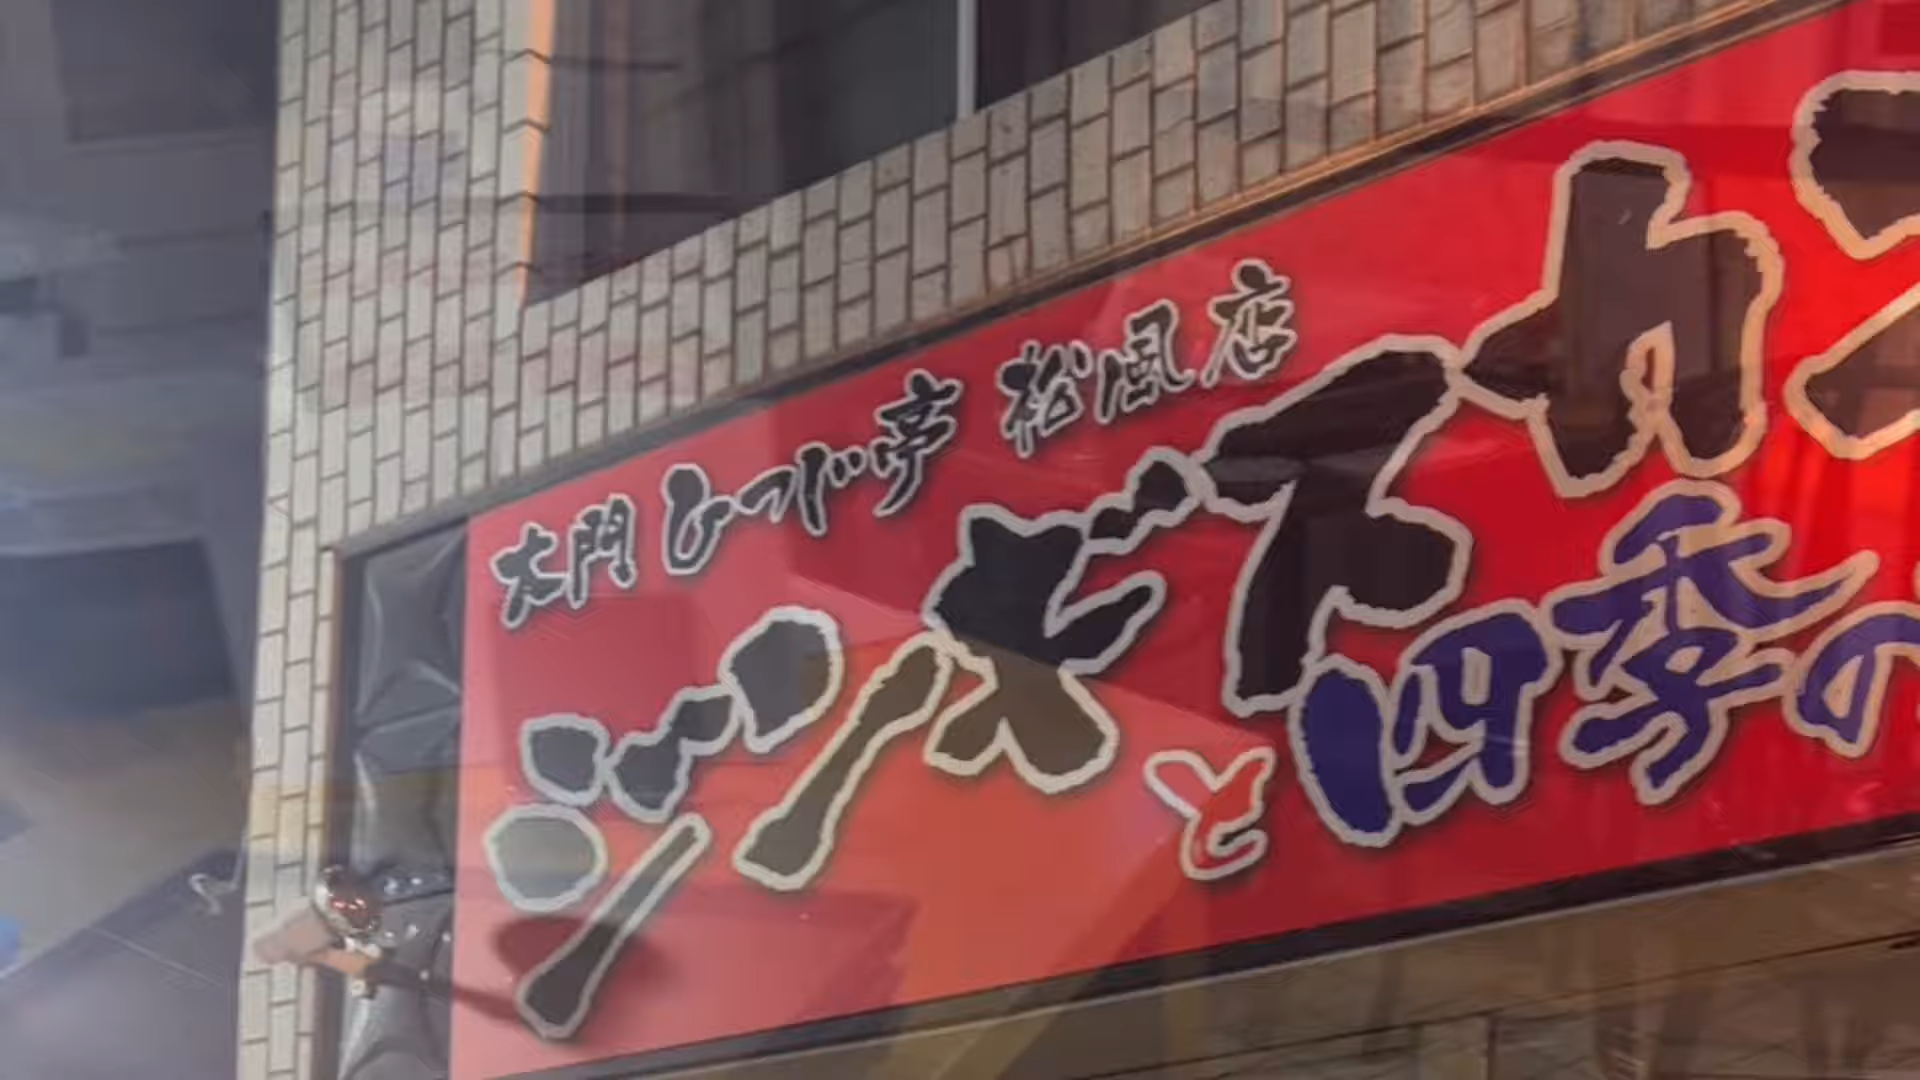 大門 ひつじ亭 松風店
ジンギスカン
と四季の